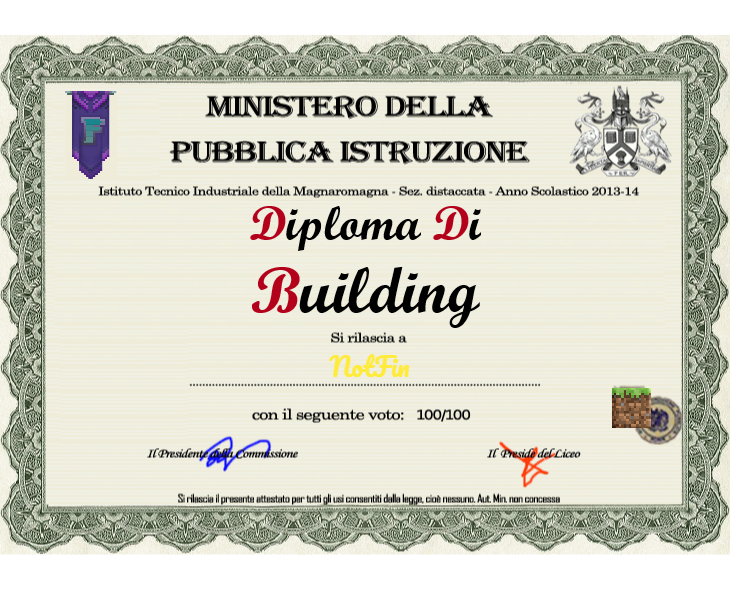 MINISTERO DELLA
PUBBLICA ISTRUZIONE
Istituto Tecnico Industriale della Magnaromagna - Sez. distaccata - Anno Scolastico 2013-14
Diploma Di
Building
Si rilascia a
NotFin
con il seguente voto: 100/100
Il Presidente della Commissione
Il Preside del Liceo
Si rilascia il presente attestato per tutti gli usi consentiti dalla legge, cioè nessuno. Aut. Min. non concessa